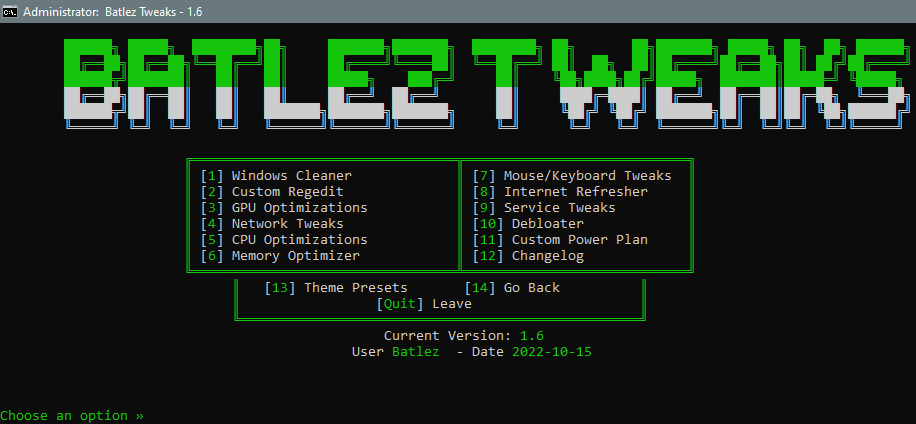 Administrator: Batlez Tweaks - 1.6
BATLEZ TWEAKS
[1] Windows Cleaner [7] Mouse/Keyboard Tweaks
[2] Custom Regedit [8] Internet Refresher
[3] GPU Optimizations [9] Service Tweaks
[4] Network Tweaks [10] Debloater
[5] CPU Optimizations [11] Custom Power Plan
[6] Memory Optimizer [12] Changelog
[13] Theme Presets [14] Go Back
[Quit] Leave
Current Version: 1.6
User Batlez - Date 2022-10-15
Choose an option »